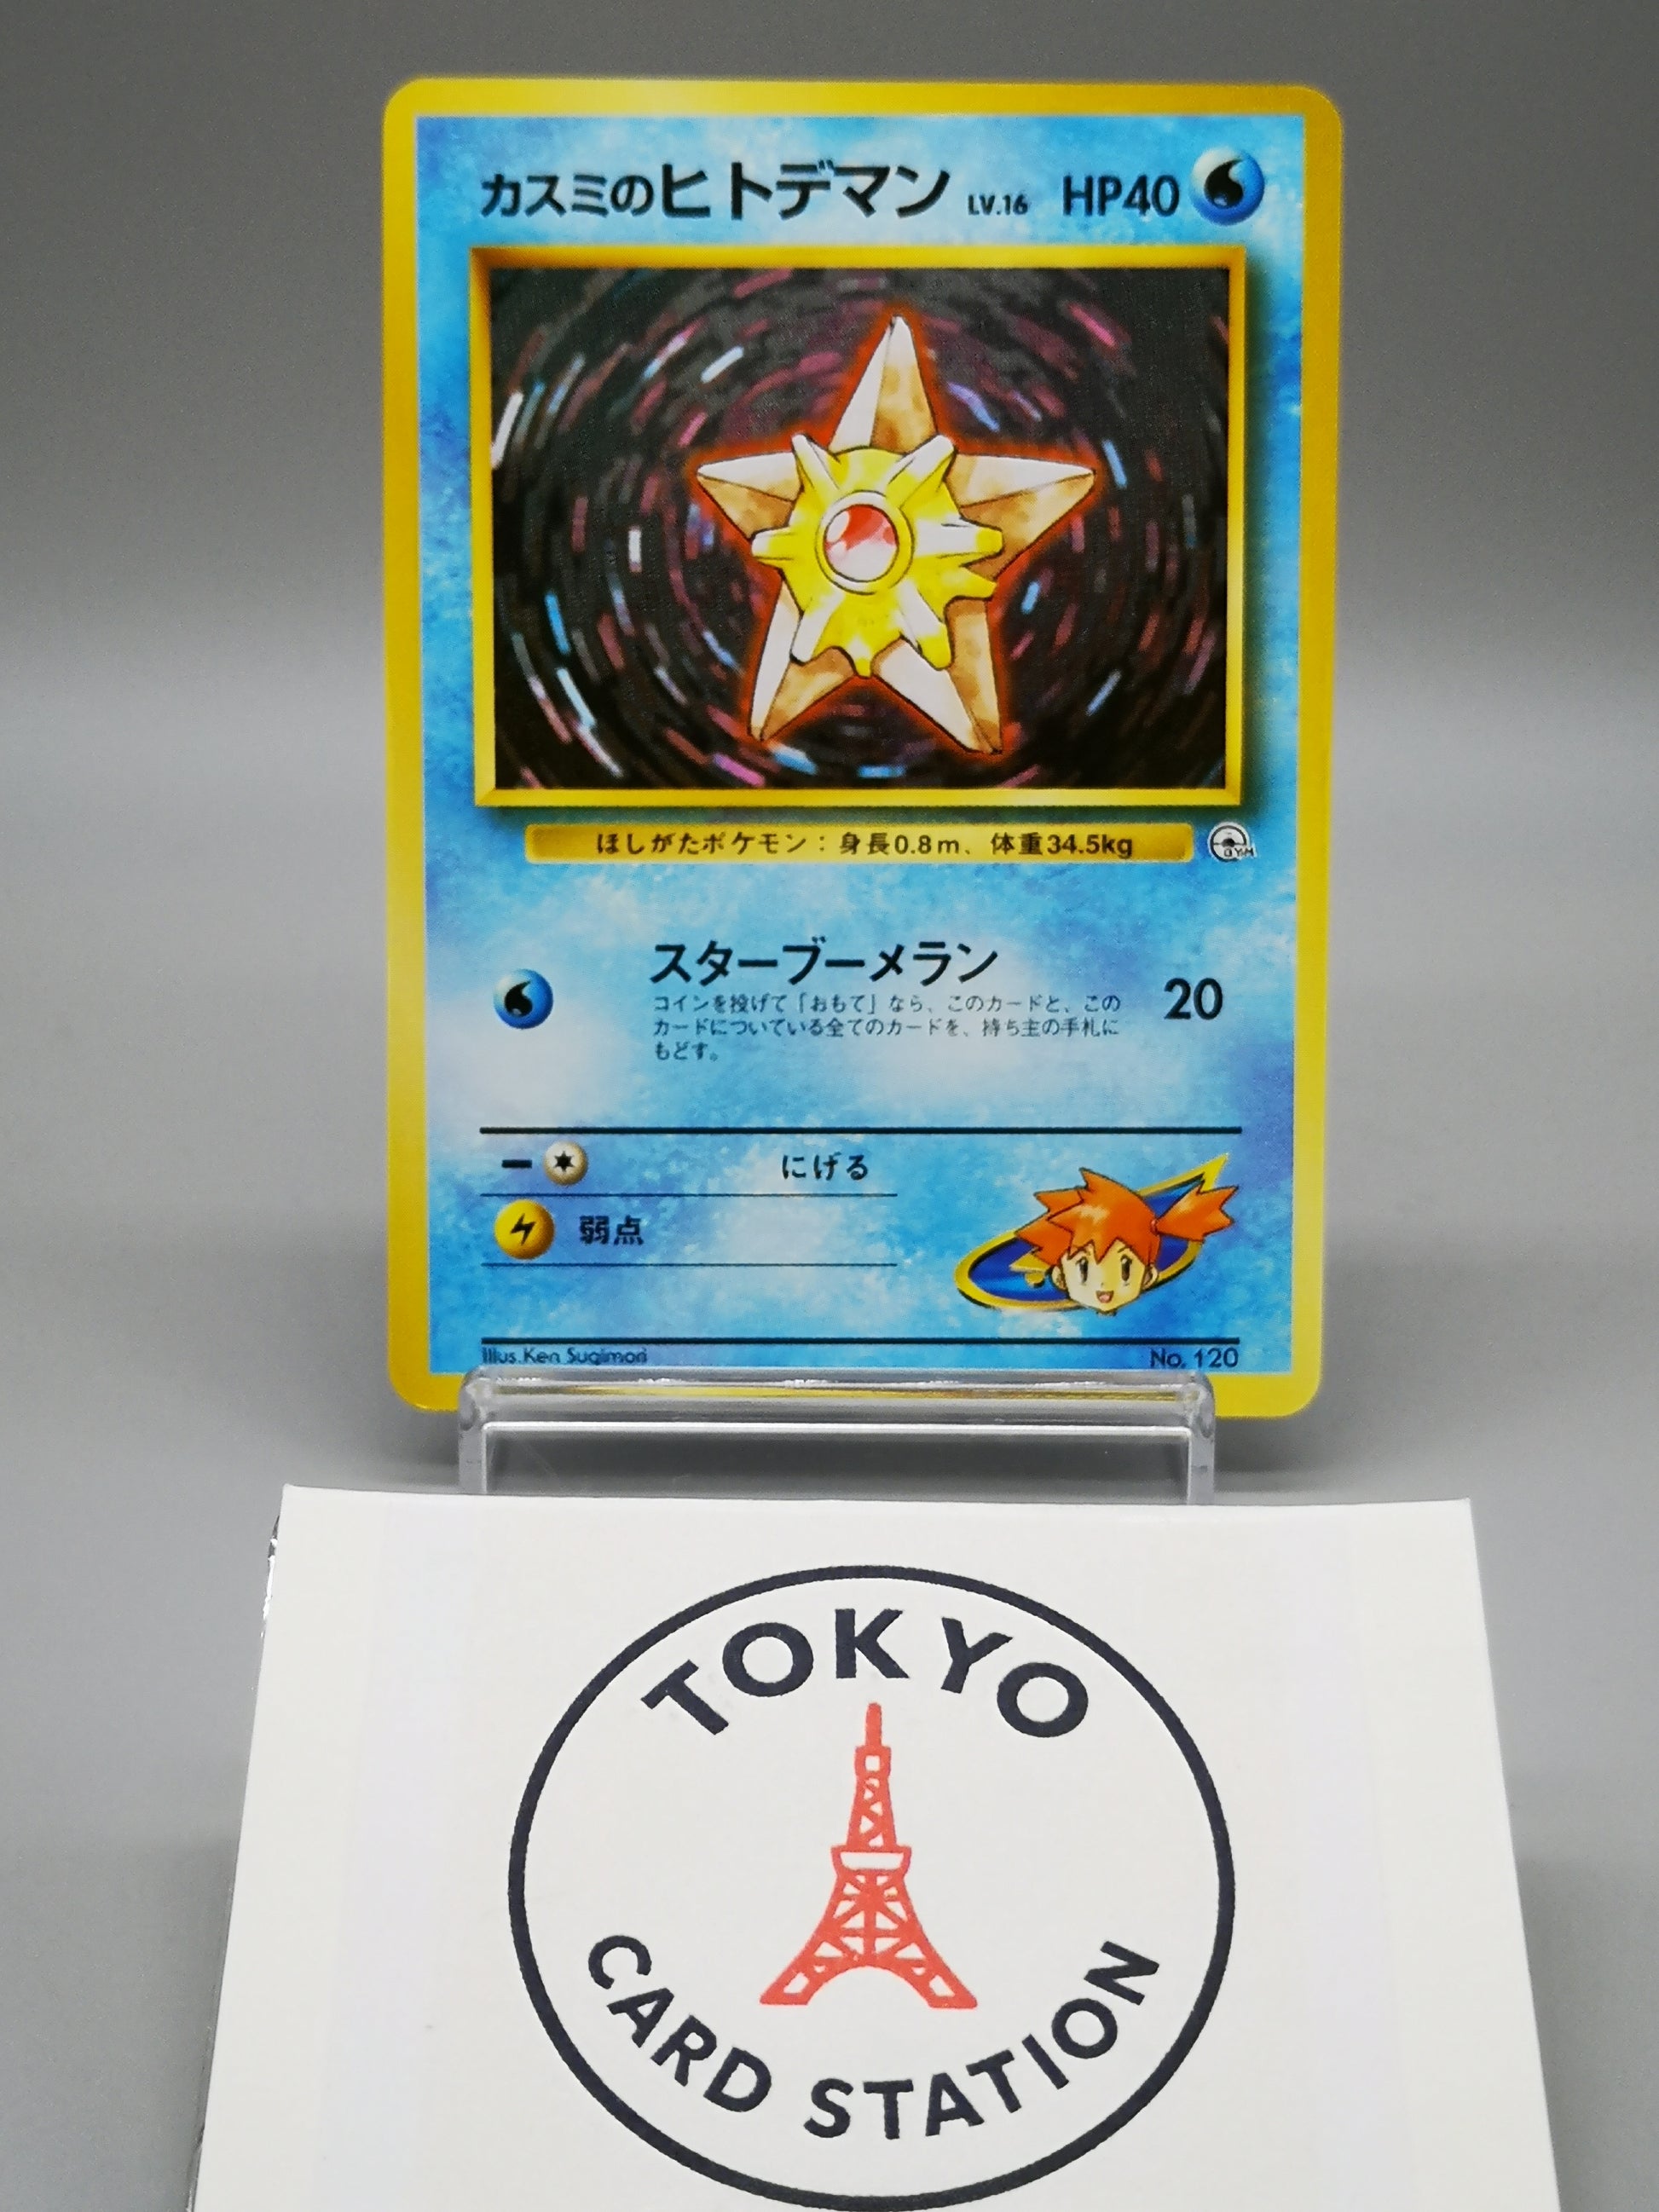 カスミのヒトデマン LV.16 HP40
ほしがたポケモン：身長0.8m、体重34.5kg
GYM
スターブーメラン 20
コインを投げて「おもて」なら、このカードと、この
カードについている全てのカードを、持ち主の手札に
もどす。
にげる
弱点
Illus. Ken Sugimori
No. 120
TOKYO
CARD STATION